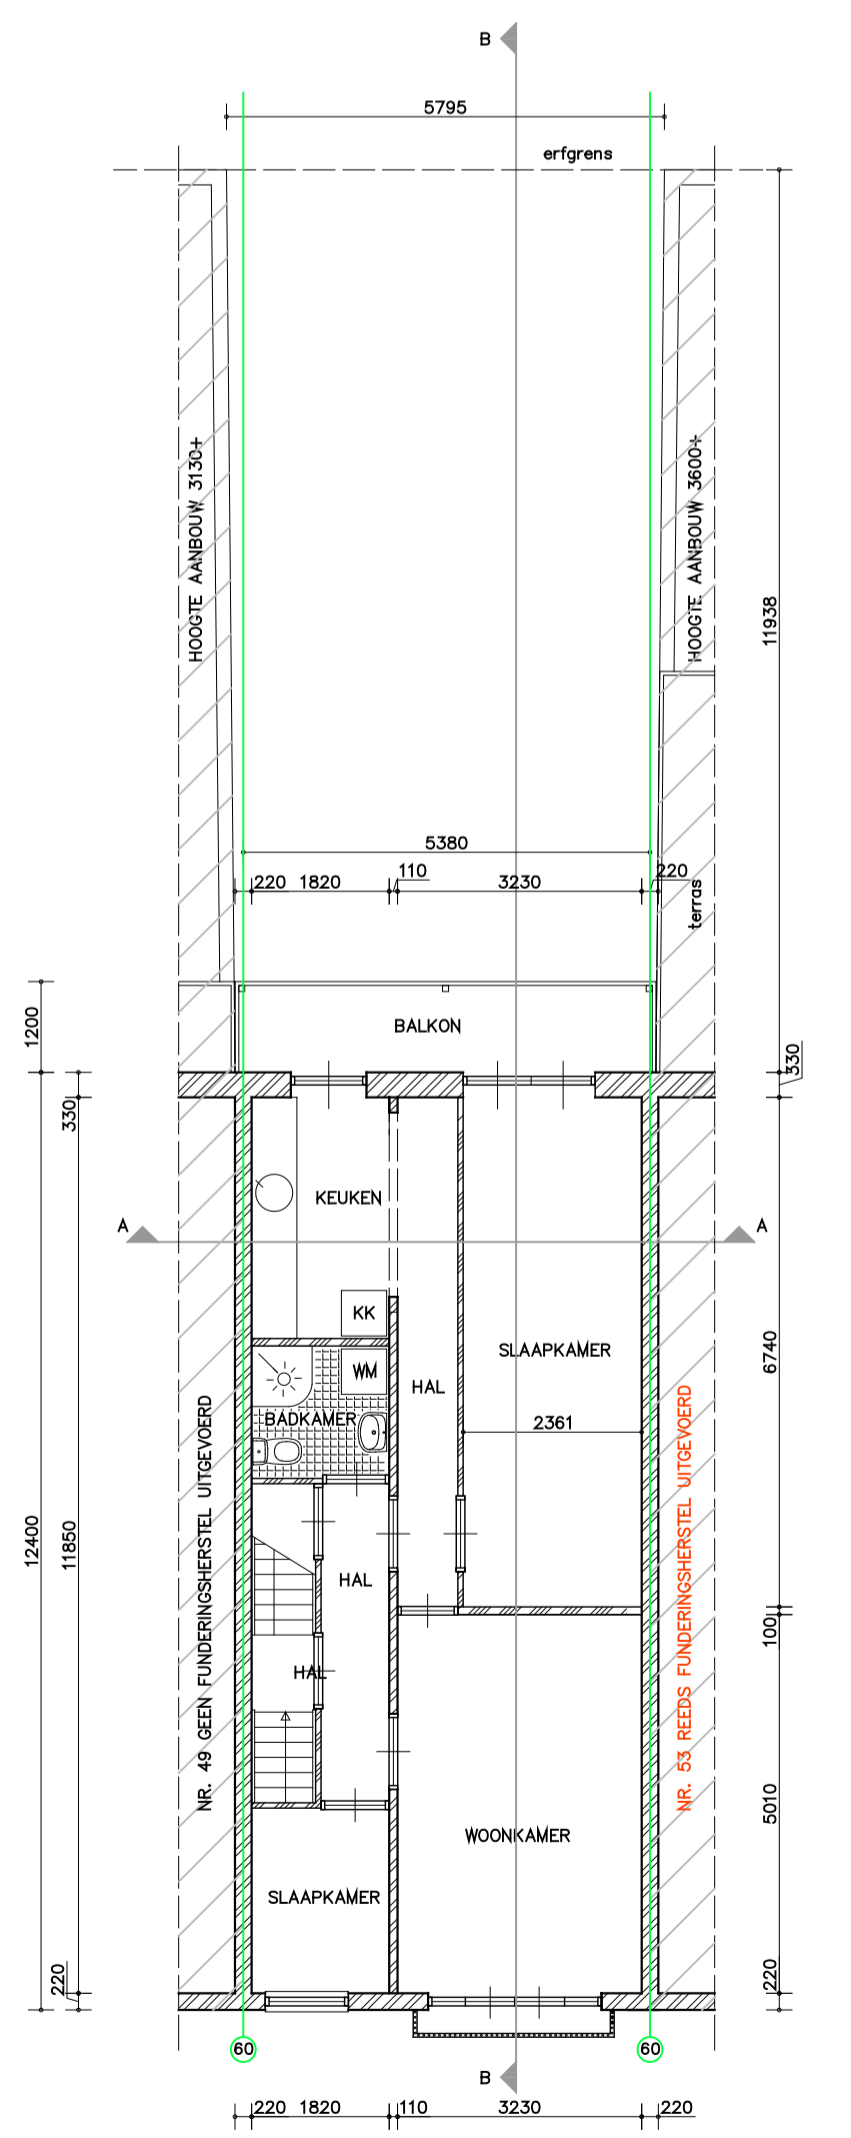 B
5795
erfgrens
HOOGTE AANBOUW 3130+
HOOGTE AANBOUW 3600+
11938
5380
220 1820 110 3230 220
terras
1200
BALKON
330
330
KEUKEN
A
A
KK
SLAAPKAMER
6740
WM
HAL
BADKAMER
2361
NR. 49 GEEN FUNDERINGSHERSTEL UITGEVOERD
NR. 53 REEDS FUNDERINGSHERSTEL UITGEVOERD
12400
11850
HAL
100
HAL
5010
WOONKAMER
SLAAPKAMER
220
220
60
60
B
220 1820 110 3230 220